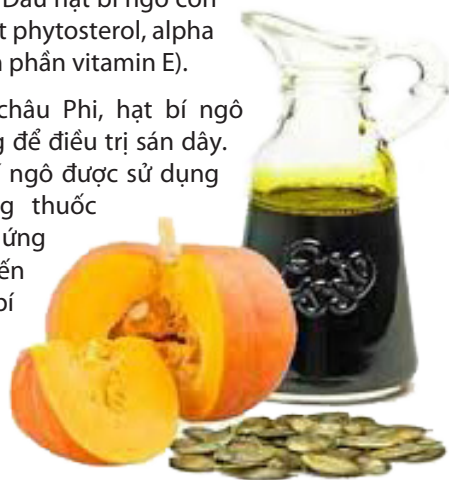 Dầu hạt bí ngô còn
t phytosterol, alpha
phần vitamin E).
châu Phi, hạt bí ngô
g để điều trị sán dây.
ngô được sử dụng
g thuốc
ứng
ến
bí